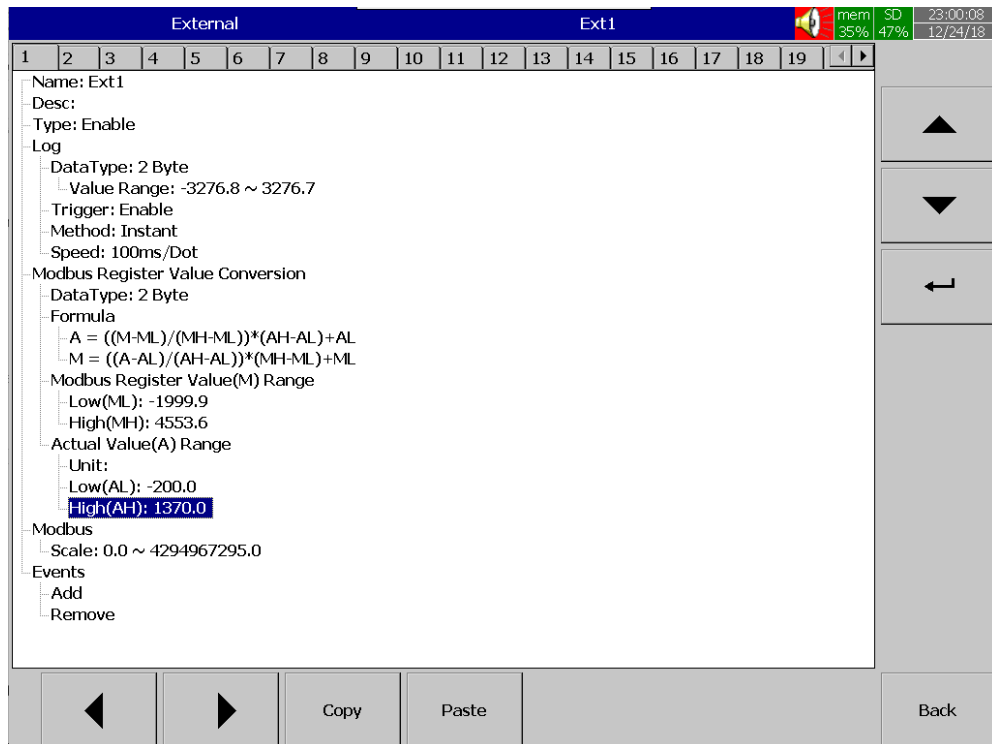 External Ext1 mem 35% SD 47% 23:00:08 12/24/18
1 2 3 4 5 6 7 8 9 10 11 12 13 14 15 16 17 18 19
Name: Ext1
Desc:
Type: Enable
Log
DataType: 2 Byte
Value Range: -3276.8 ~ 3276.7
Trigger: Enable
Method: Instant
Speed: 100ms/Dot
Modbus Register Value Conversion
DataType: 2 Byte
Formula
A = ((M-ML)/(MH-ML))*(AH-AL)+AL
M = ((A-AL)/(AH-AL))*(MH-ML)+ML
Modbus Register Value(M) Range
Low(ML): -1999.9
High(MH): 4553.6
Actual Value(A) Range
Unit:
Low(AL): -200.0
High(AH): 1370.0
Modbus
Scale: 0.0 ~ 4294967295.0
Events
Add
Remove
Copy Paste Back